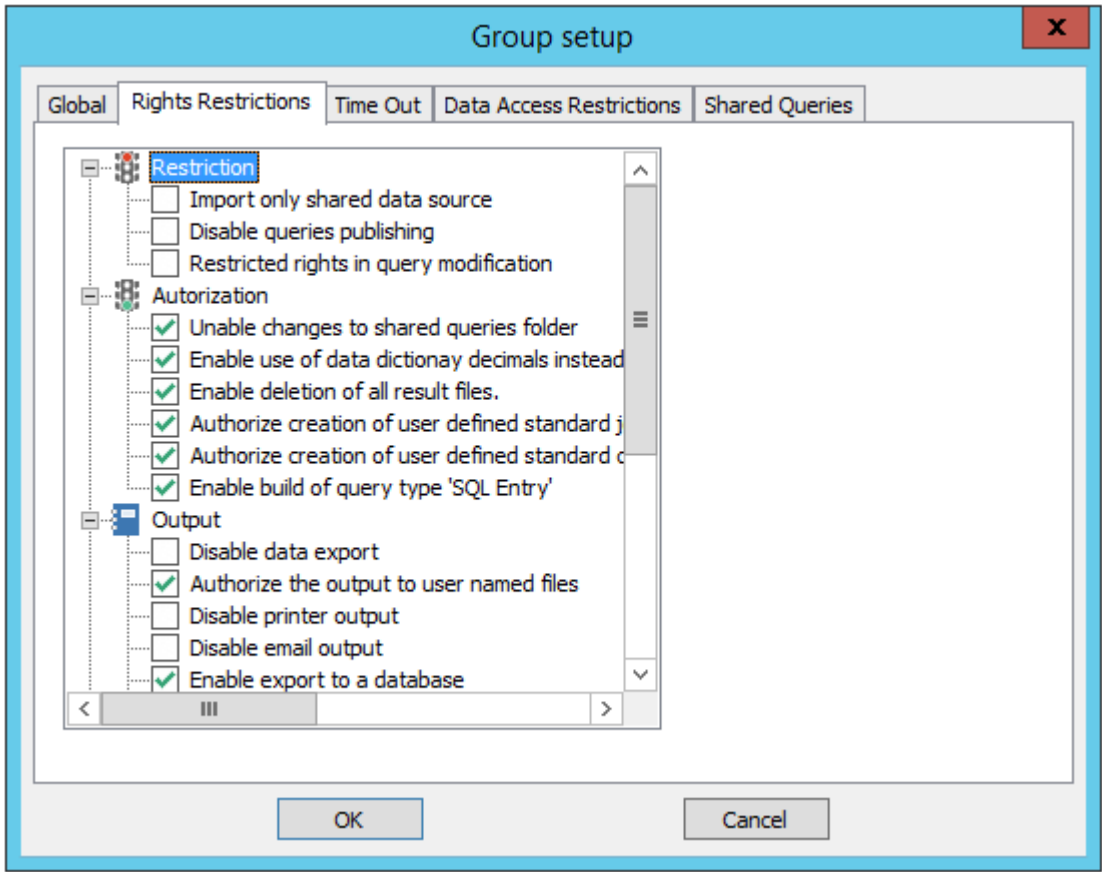 Group setup
x
Global
Rights Restrictions
Time Out
Data Access Restrictions
Shared Queries
Restriction
Import only shared data source
Disable queries publishing
Restricted rights in query modification
Autorization
Unable changes to shared queries folder
Enable use of data dictionay decimals instead
Enable deletion of all result files.
Authorize creation of user defined standard j
Authorize creation of user defined standard
Enable build of query type 'SQL Entry'
Output
Disable data export
Authorize the output to user named files
Disable printer output
Disable email output
Enable export to a database
OK
Cancel